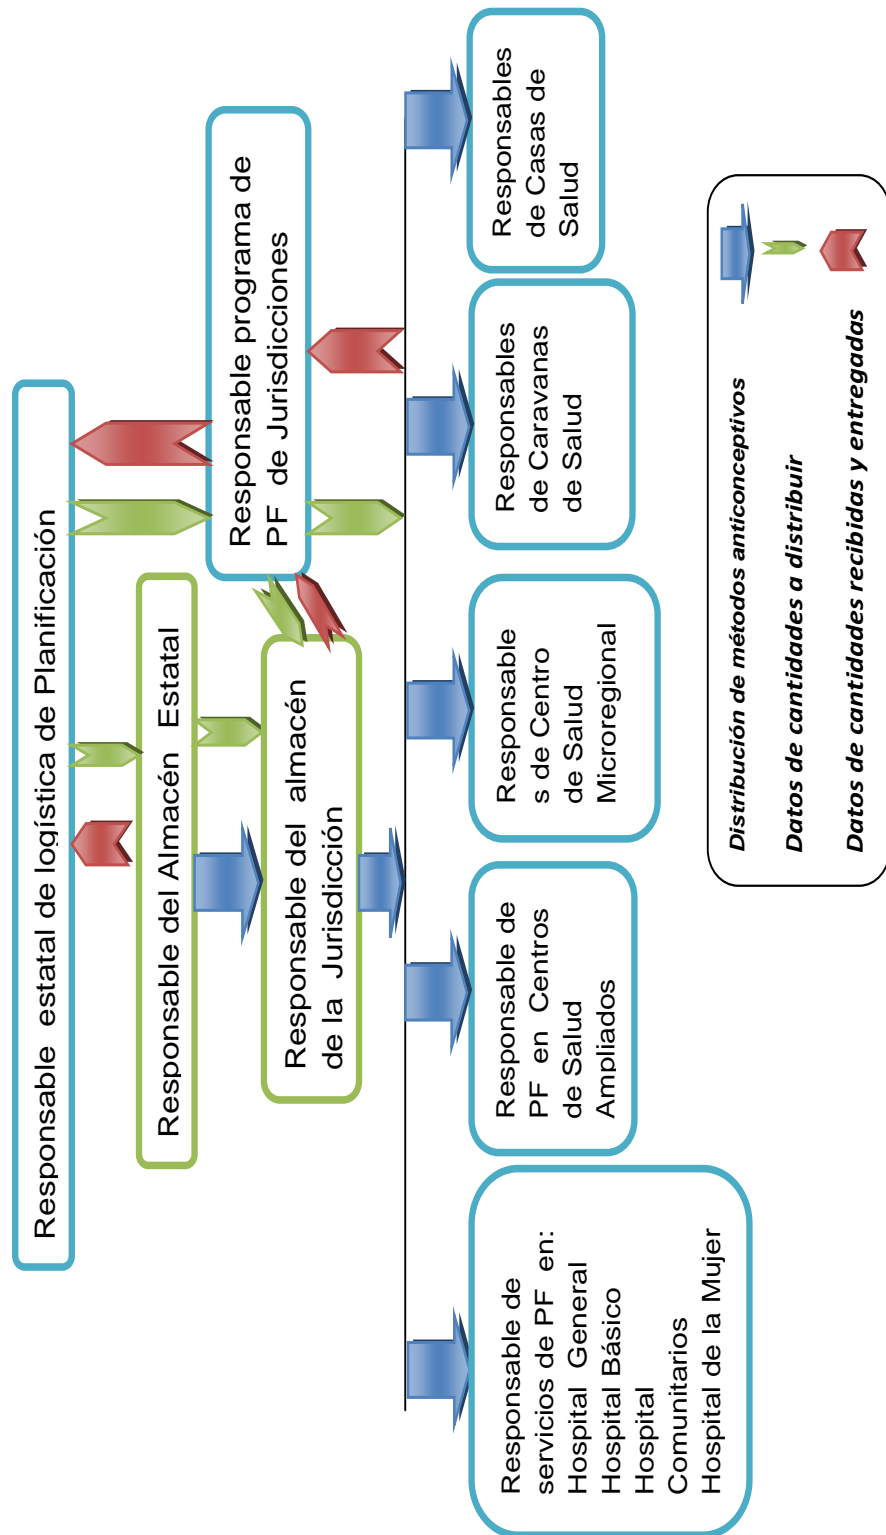 Responsable estatal de logística de Planificación
Responsable del Almacén Estatal
Responsable programa de
PF de Jurisdicciones
Responsable del almacén
de la Jurisdicción
Responsable de
servicios de PF en:
Hospital General
Hospital Básico
Hospital
Comunitarios
Hospital de la Mujer
Responsable de
PF en Centros
de Salud
Ampliados
Responsable
s de Centro
de Salud
Microregional
Responsables
de Caravanas
de Salud
Responsables
de Casas de
Salud
Distribución de métodos anticonceptivos
Datos de cantidades a distribuir
Datos de cantidades recibidas y entregadas